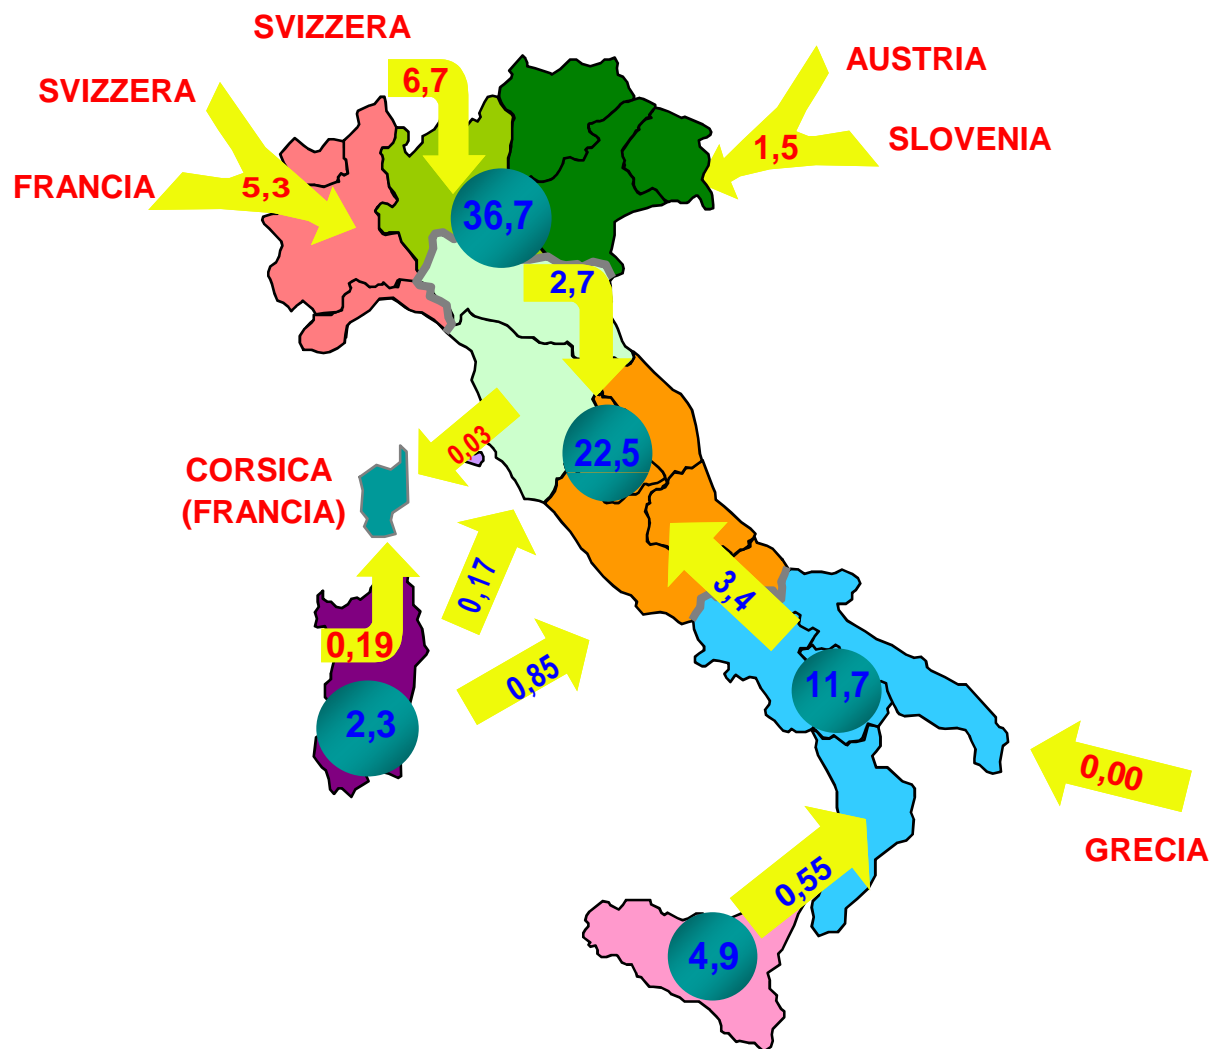 SVIZZERA
6,7
AUSTRIA
SVIZZERA
SLOVENIA
1,5
FRANCIA
5,3
36,7
2,7
0,03
22,5
CORSICA
(FRANCIA)
0,17
3,4
0,19
0,85
11,7
2,3
0,00
GRECIA
0,55
4,9